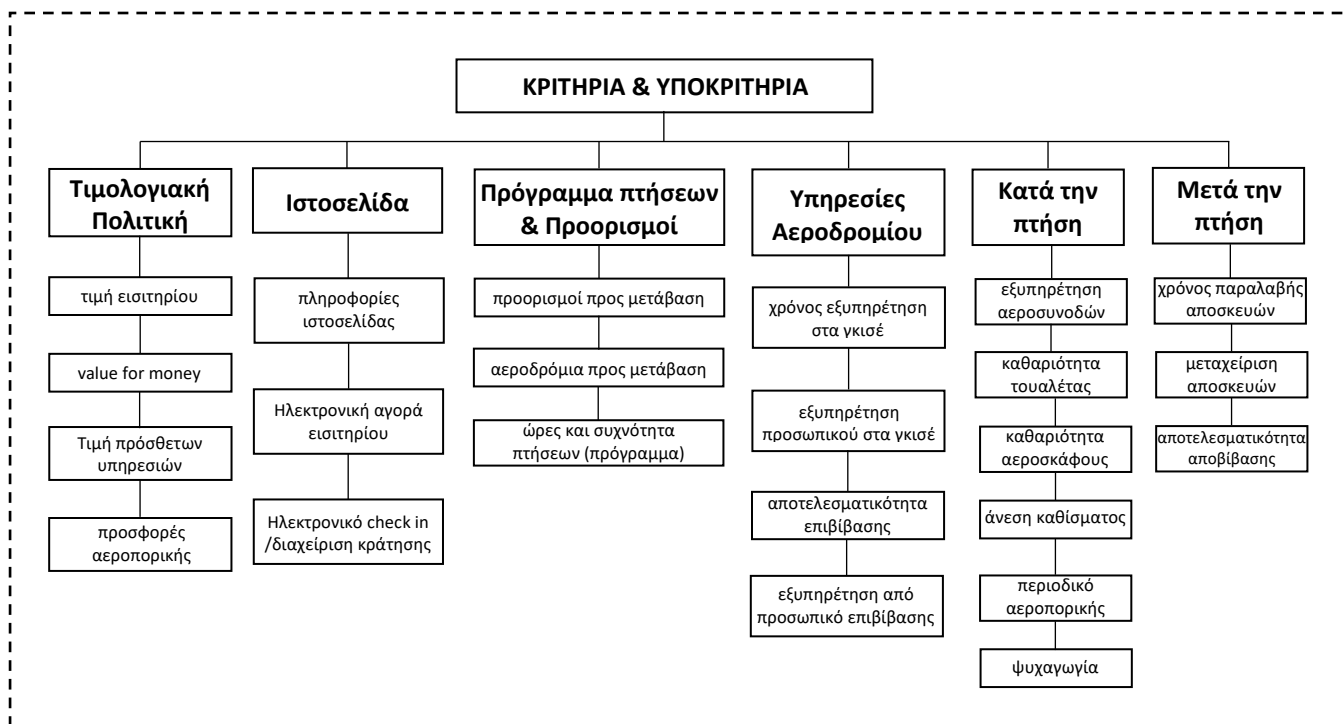 ΚΡΙΤΗΡΙΑ & ΥΠΟΚΡΙΤΗΡΙΑ
Τιμολογιακή
Πολιτική
τιμή εισιτηρίου
value for money
Τιμή πρόσθετων
υπηρεσιών
προσφορές
αεροπορικής
Ιστοσελίδα
πληροφορίες
ιστοσελίδας
Ηλεκτρονική αγορά
εισιτηρίου
Ηλεκτρονικό check in
/διαχείριση κράτησης
Πρόγραμμα πτήσεων
& Προορισμοί
προορισμοί προς μετάβαση
αεροδρόμια προς μετάβαση
ώρες και συχνότητα
πτήσεων (πρόγραμμα)
Υπηρεσίες
Αεροδρομίου
χρόνος εξυπηρέτηση
στα γκισέ
εξυπηρέτηση
προσωπικού στα γκισέ
αποτελεσματικότητα
επιβίβασης
εξυπηρέτηση από
προσωπικό επιβίβασης
Κατά την
πτήση
εξυπηρέτηση
αεροσυνοδών
καθαριότητα
τουαλέτας
καθαριότητα
αεροσκάφους
άνεση καθίσματος
περιοδικό
αεροπορικής
ψυχαγωγία
Μετά την
πτήση
χρόνος παραλαβής
αποσκευών
μεταχείριση
αποσκευών
αποτελεσματικότητα
αποβίβασης